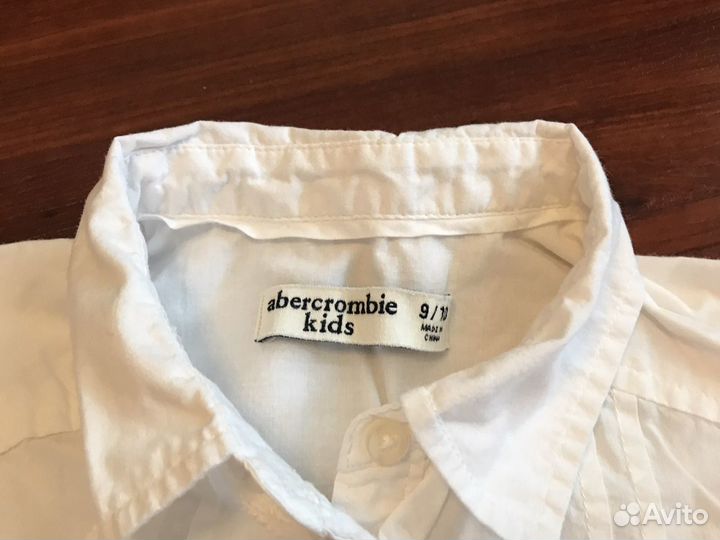 abercrombie
kids
9/10
MADE IN
CHINA
Avito